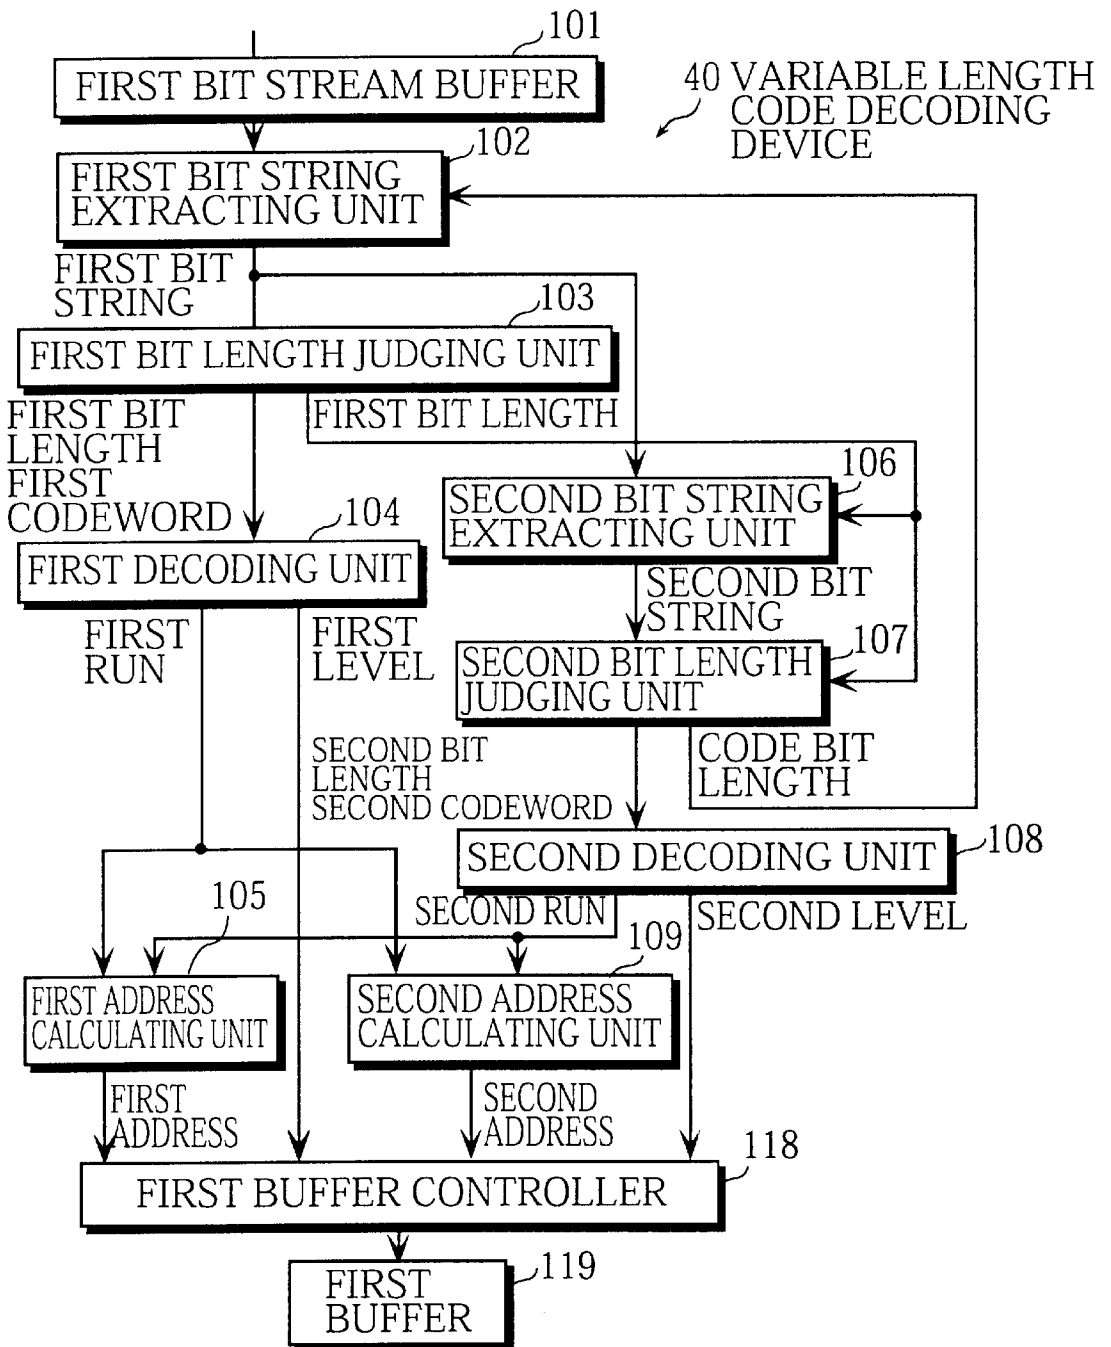 101
FIRST BIT STREAM BUFFER
40 VARIABLE LENGTH
CODE DECODING
DEVICE
102
FIRST BIT STRING
EXTRACTING UNIT
FIRST BIT
STRING
103
FIRST BIT LENGTH JUDGING UNIT
FIRST BIT
LENGTH
FIRST
CODEWORD
FIRST BIT LENGTH
106
SECOND BIT STRING
EXTRACTING UNIT
104
FIRST DECODING UNIT
SECOND BIT
STRING
FIRST
RUN
FIRST
LEVEL
107
SECOND BIT LENGTH
JUDGING UNIT
SECOND BIT
LENGTH
SECOND CODEWORD
CODE BIT
LENGTH
108
SECOND DECODING UNIT
SECOND RUN
SECOND LEVEL
105
FIRST ADDRESS
CALCULATING UNIT
109
SECOND ADDRESS
CALCULATING UNIT
FIRST
ADDRESS
SECOND
ADDRESS
118
FIRST BUFFER CONTROLLER
119
FIRST
BUFFER